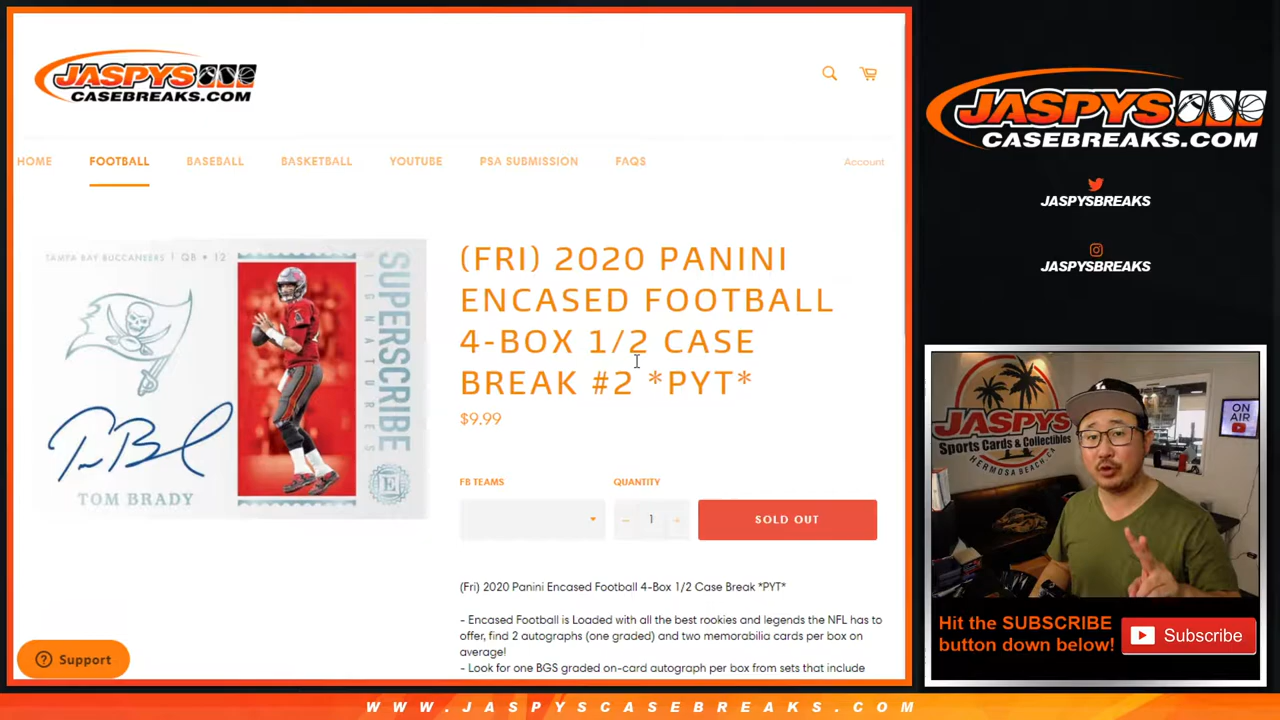 JASPYS
CASEBREAKS.COM
HOME
FOOTBALL
BASEBALL
BASKETBALL
YOUTUBE
PSA SUBMISSION
FAQS
Account
TAMPA BAY BUCCANEERS | QB • 12
SUPERSCRIBE
SIGNATURES
E
TOM BRADY
(FRI) 2020 PANINI
ENCASED FOOTBALL
4-BOX 1/2 CASE
BREAK #2 *PYT*
$9.99
FB TEAMS
QUANTITY
− 1 +
SOLD OUT
(Fri) 2020 Panini Encased Football 4-Box 1/2 Case Break *PYT*
- Encased Football is Loaded with all the best rookies and legends the NFL has to
offer, find 2 autographs (one graded) and two memorabilia cards per box on
average!
- Look for one BGS graded on-card autograph per box from sets that include
Support
JASPYS
CASEBREAKS.COM
JASPYSBREAKS
JASPYSBREAKS
JASPYS
Sports Cards & Collectibles
HERMOSA BEACH, CA
ON
AIR
Hit the SUBSCRIBE
button down below!
Subscribe
WWW.JASPYSCASEBREAKS.COM